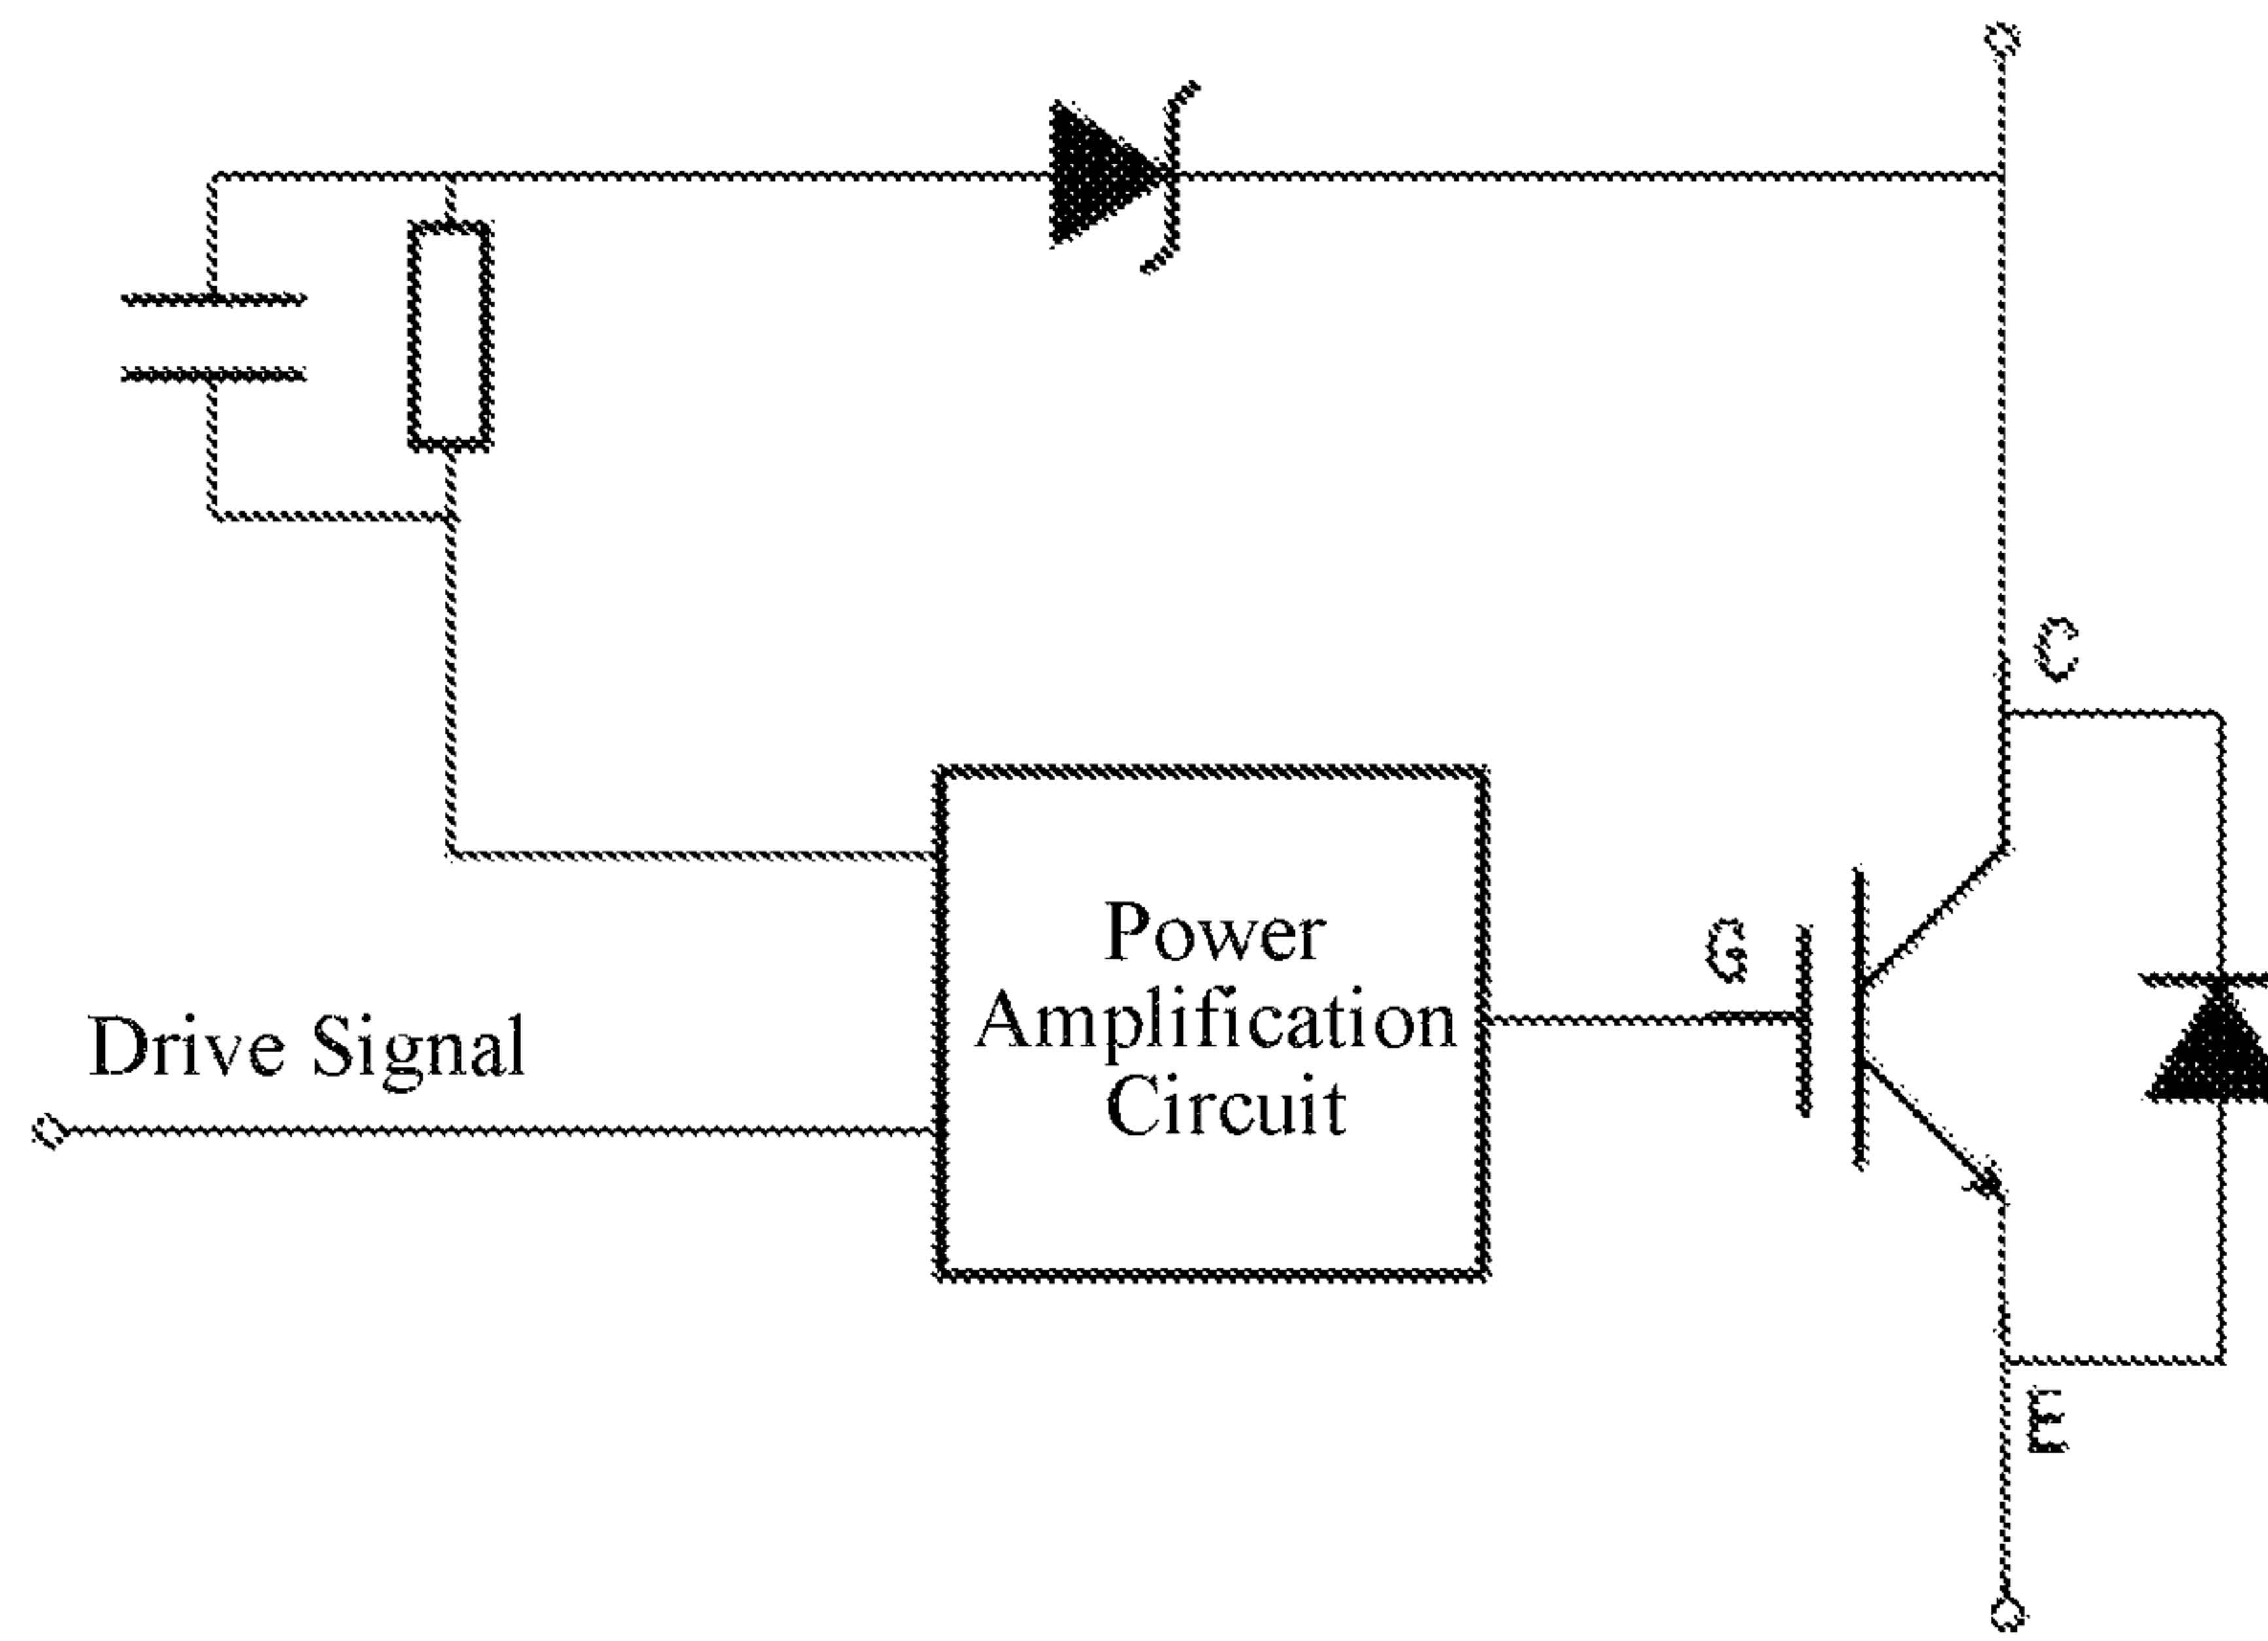 C
Power
Amplification
Circuit
G
Drive Signal
E